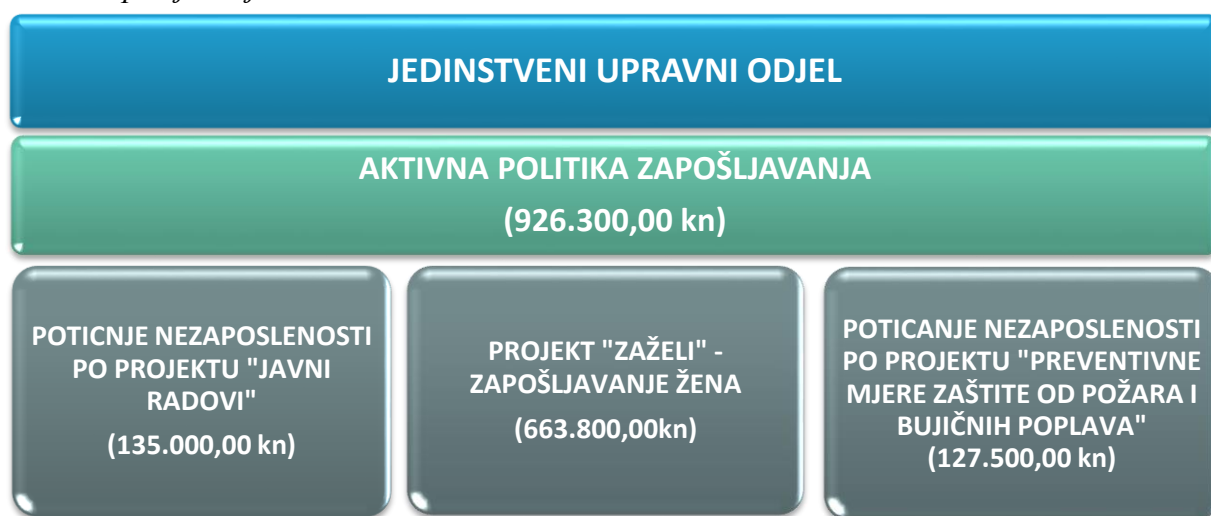 JEDINSTVENI UPRAVNI ODJEL
AKTIVNA POLITIKA ZAPOŠLJAVANJA
(926.300,00 kn)
POTICNJE NEZAPOSLENOSTI
PO PROJEKTU "JAVNI
RADOVI"
(135.000,00 kn)
PROJEKT "ZAŽELI" -
ZAPOŠLJAVANJE ŽENA
(663.800,00kn)
POTICANJE NEZAPOSLENOSTI
PO PROJEKTU "PREVENTIVNE
MJERE ZAŠTITE OD POŽARA I
BUJIČNIH POPLAVA"
(127.500,00 kn)